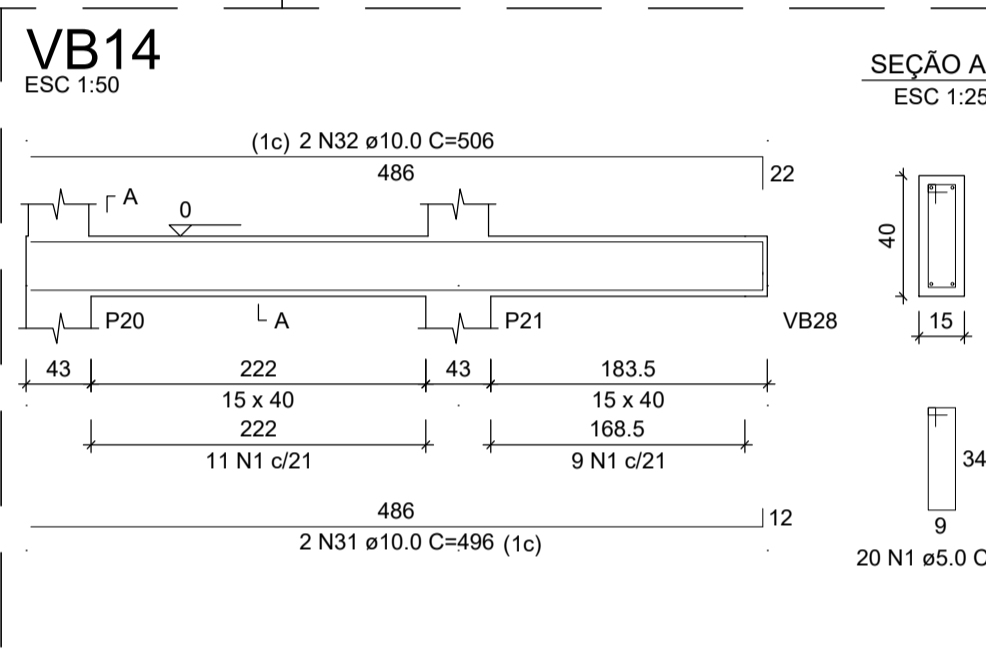 VB14
ESC 1:50
SEÇÃO A
ESC 1:25
(1c) 2 N32 ø10.0 C=506
486
22
A
0
40
P20
A
P21
VB28
15
43
222
43
183.5
15 x 40
15 x 40
222
168.5
11 N1 c/21
9 N1 c/21
34
9
486
12
2 N31 ø10.0 C=496 (1c)
20 N1 ø5.0 C